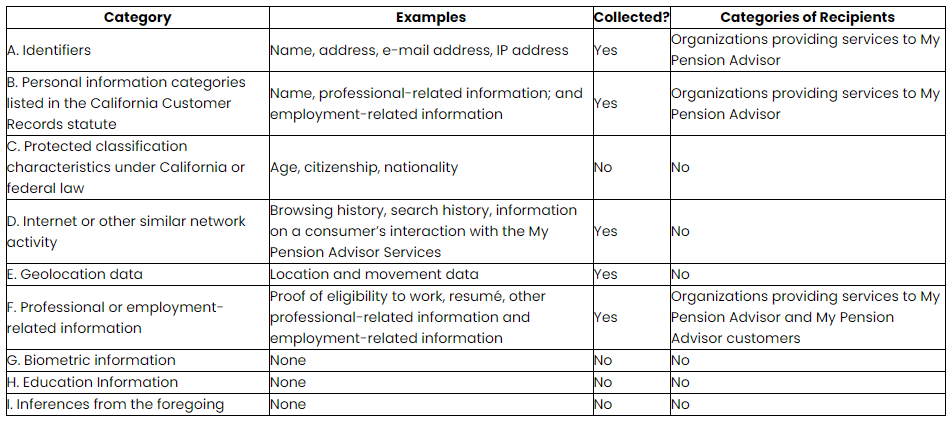 Category Examples Collected? Categories of Recipients
A. Identifiers
Name, address, e-mail address, IP address
Yes
Organizations providing services to My
Pension Advisor
B. Personal information categories
listed in the California Customer
Records statute
Name, professional-related information; and
employment-related information
Yes
Organizations providing services to My
Pension Advisor
C. Protected classification
characteristics under California or
federal law
Age, citizenship, nationality
No
No
D. Internet or other similar network
activity
Browsing history, search history, information
on a consumer’s interaction with the My
Pension Advisor Services
Yes
No
E. Geolocation data
Location and movement data
Yes
No
F. Professional or employment-
related information
Proof of eligibility to work, resumé, other
professional-related information and
employment-related information
Yes
Organizations providing services to My
Pension Advisor and My Pension
Advisor customers
G. Biometric information
None
No
No
H. Education Information
None
No
No
I. Inferences from the foregoing
None
No
No